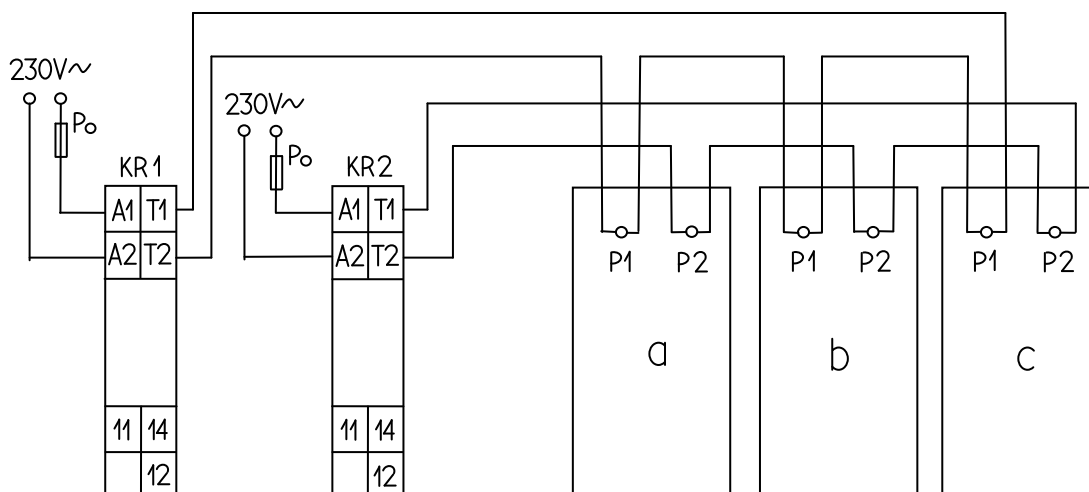 230V~
Po
KR1
A1 T1
A2 T2
11 14
12
230V~
Po
KR2
A1 T1
A2 T2
11 14
12
P1 P2
a
P1 P2
b
P1 P2
c